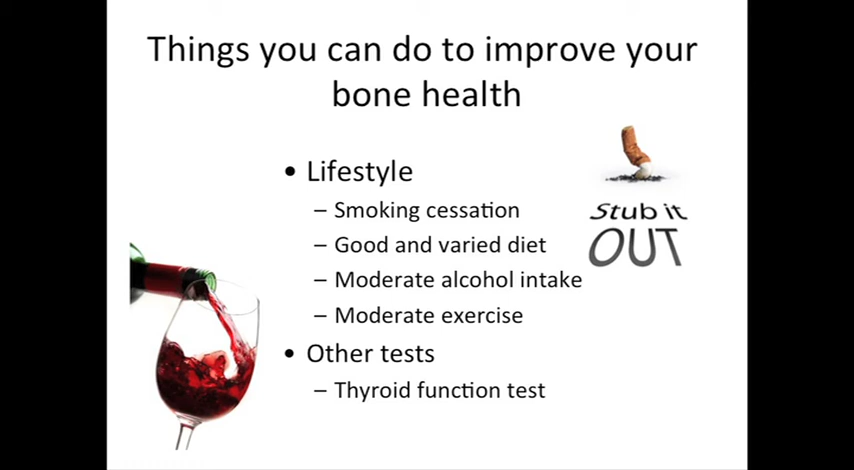 Things you can do to improve your
bone health
• Lifestyle
– Smoking cessation
– Good and varied diet
– Moderate alcohol intake
– Moderate exercise
• Other tests
– Thyroid function test
Stub it
OUT